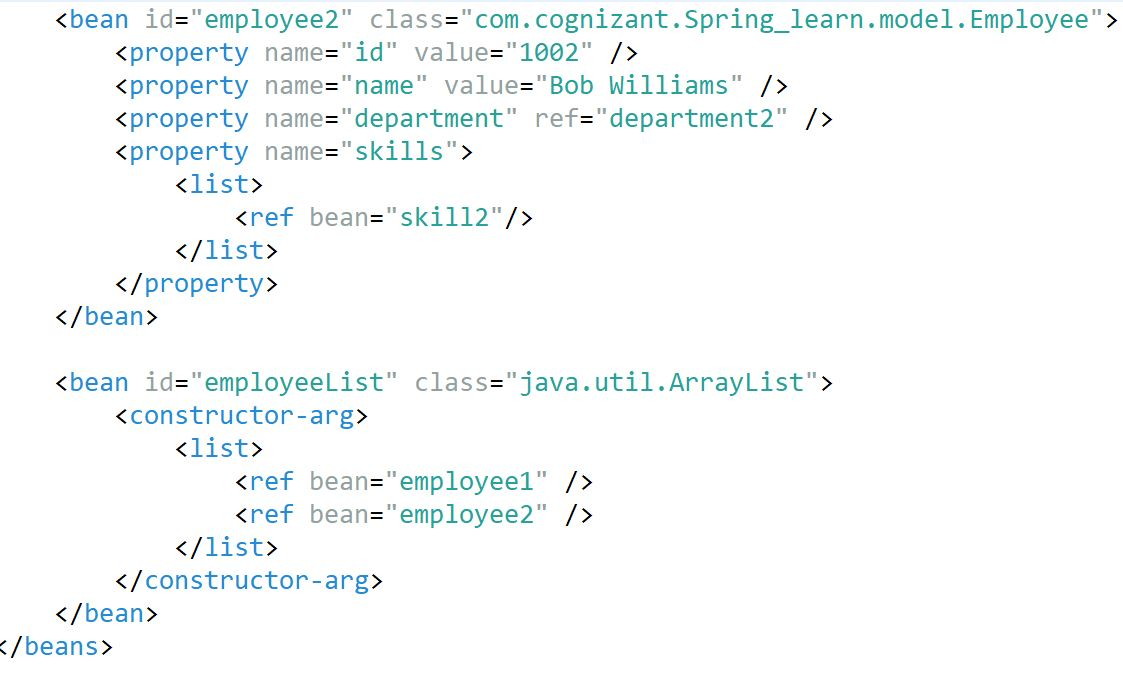 <bean id="employee2" class="com.cognizant.Spring_learn.model.Employee">
<property name="id" value="1002" />
<property name="name" value="Bob Williams" />
<property name="department" ref="department2" />
<property name="skills">
<list>
<ref bean="skill2"/>
</list>
</property>
</bean>
<bean id="employeeList" class="java.util.ArrayList">
<constructor-arg>
<list>
<ref bean="employee1" />
<ref bean="employee2" />
</list>
</constructor-arg>
</bean>
</beans>